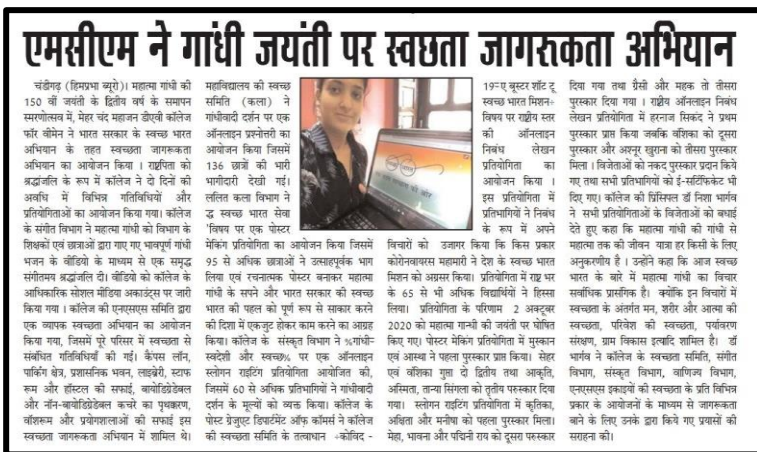 एमसीएम ने गांधी जयंती पर स्वछता जागरूकता अभियान
चंडीगढ़ (हिमप्रभा ब्यूरो)। महात्मा गांधी की
150 वीं जयंती के द्वितीय वर्ष के समापन
स्मरणोत्सव में, मेहर चंद महाजन डीएवी कॉलेज
फॉर वीमेन ने भारत सरकार के स्वच्छ भारत
अभियान के तहत स्वच्छता जागरूकता
अभियान का आयोजन किया । राष्ट्रपिता को
श्रद्धांजलि के रूप में कॉलेज ने दो दिनों की
अवधि में विभिन्न गतिविधियों और
प्रतियोगिताओं का आयोजन किया गया। कॉलेज
के संगीत विभाग ने महात्मा गांधी को विभाग के
शिक्षकों एवं छात्राओं द्वारा गाए गए भावपूर्ण गांधी
भजन के वीडियो के माध्यम से एक समृद्ध
संगीतमय श्रद्धांजलि दी। वीडियो को कॉलेज के
आधिकारिक सोशल मीडिया अकाउंट्स पर जारी
किया गया । कॉलेज की एनएसएस समिति द्वारा
एक व्यापक स्वच्छता अभियान का आयोजन
किया गया, जिसमें पूरे परिसर में स्वच्छता से
संबंधित गतिविधियाँ की गईं। कैंपस लॉन,
पार्किंग क्षेत्र, प्रशासनिक भवन, लाइब्रेरी, स्टाफ
रूम और हॉस्टल की सफाई, बायोडिग्रेडेबल
और नॉन-बायोडिग्रेडेबल कचरे का पृथक्करण,
वॉशरूम और प्रयोगशालाओं की सफाई इस
स्वच्छता जागरूकता अभियान में शामिल थे।
महाविद्यालय की स्वच्छ
समिति (कला) ने
गांधीवादी दर्शन पर एक
ऑनलाइन प्रश्नोत्तरी का
आयोजन किया जिसमें
136 छात्रों की भारी
भागीदारी देखी गई।
ललित कला विभाग ने
द्ध स्वच्छ भारत सेवा
'विषय पर एक पोस्टर
मेकिंग प्रतियोगिता का आयोजन किया जिसमें
95 से अधिक छात्राओं ने उत्साहपूर्वक भाग
लिया एवं रचनात्मक पोस्टर बनाकर महात्मा
गांधी के सपने और भारत सरकार की स्वच्छ
भारत की पहल को पूर्ण रूप से साकार करने
की दिशा में एकजुट होकर काम करने का आग्रह
किया। कॉलेज के संस्कृत विभाग ने %गांधी-
स्वदेशी और स्वच्छ% पर एक ऑनलाइन
स्लोगन राइटिंग प्रतियोगिता आयोजित की,
जिसमें 60 से अधिक प्रतिभागियों ने गांधीवादी
दर्शन के मूल्यों को व्यक्त किया। कॉलेज के
पोस्ट ग्रेजुएट डिपार्टमेंट ऑफ कॉमर्स ने कॉलेज
की स्वच्छता समिति के तत्वाधान ÷कोविद -
19-ए बूस्टर शॉट टू
स्वच्छ भारत मिशन÷
विषय पर राष्ट्रीय स्तर
की ऑनलाइन
निबंध लेखन
प्रतियोगिता का
आयोजन किया ।
इस प्रतियोगिता में
प्रतिभागियों ने निबंध
के रूप में अपने
विचारों को उजागर किया कि किस प्रकार
कोरोनावायरस महामारी ने देश के स्वच्छ भारत
मिशन को अग्रसर किया। प्रतियोगिता में राष्ट्र भर
के 65 से भी अधिक विद्यार्थियों ने हिस्सा
लिया। प्रतियोगिता के परिणाम 2 अक्टूबर
2020 को महात्मा गान्धी की जयंती पर घोषित
किए गए। पोस्टर मेकिंग प्रतियोगिता में मुस्कान
एवं आस्था ने पहला पुरस्कार प्राप्त किया। सेहर
एवं वंशिका गुप्ता दो द्वितीय तथा आकृति,
अस्मिता, तान्या सिंगला को तृतीय परुस्कार दिया
गया। स्लोगन राइटिंग प्रतियोगिता में कृतिका,
अक्षिता और मनीषा को पहला पुरस्कार मिला।
मेहा, भावना और पद्मिनी राय को दूसरा परुस्कार
दिया गया तथा ग्रैसी और महक तो तीसरा
पुरस्कार दिया गया । राष्ट्रीय ऑनलाइन निबंध
लेखन प्रतियोगिता में हरनाज सिकंद ने प्रथम
पुरस्कार प्राप्त किया जबकि वंशिका को दूसरा
पुरस्कार और अश्नूर खुराना को तीसरा पुरस्कार
मिला । विजेताओं को नकद पुरस्कार प्रदान किये
गए तथा सभी प्रतिभागियों को ई-सर्टिफिकेट भी
दिए गए। कॉलेज की प्रिंसिपल डॉ निशा भार्गव
ने सभी प्रतियोगिताओं के विजेताओं को बधाई
देते हुए कहा कि महात्मा गांधी की गांधी से
महात्मा तक की जीवन यात्रा हर किसी के लिए
अनुकरणीय है । उन्होंने कहा कि आज स्वच्छ
भारत के बारे में महात्मा गांधी का विचार
सर्वाधिक प्रासंगिक है। क्योंकि इन विचारों में
स्वच्छता के अंतर्गत मन, शरीर और आत्मा की
स्वच्छता, परिवेश की स्वच्छता, पर्यावरण
संरक्षण, ग्राम विकास इत्यादि शामिल है। डॉ
भार्गव ने कॉलेज के स्वच्छता समिति, संगीत
विभाग, संस्कृत विभाग, वाणिज्य विभाग,
एनएसएस इकाइयों की स्वच्छता के प्रति विभिन्न
प्रकार के आयोजनों के माध्यम से जागरूकता
बाने के लिए उनके द्वारा किये गए प्रयासों की
सराहना की।